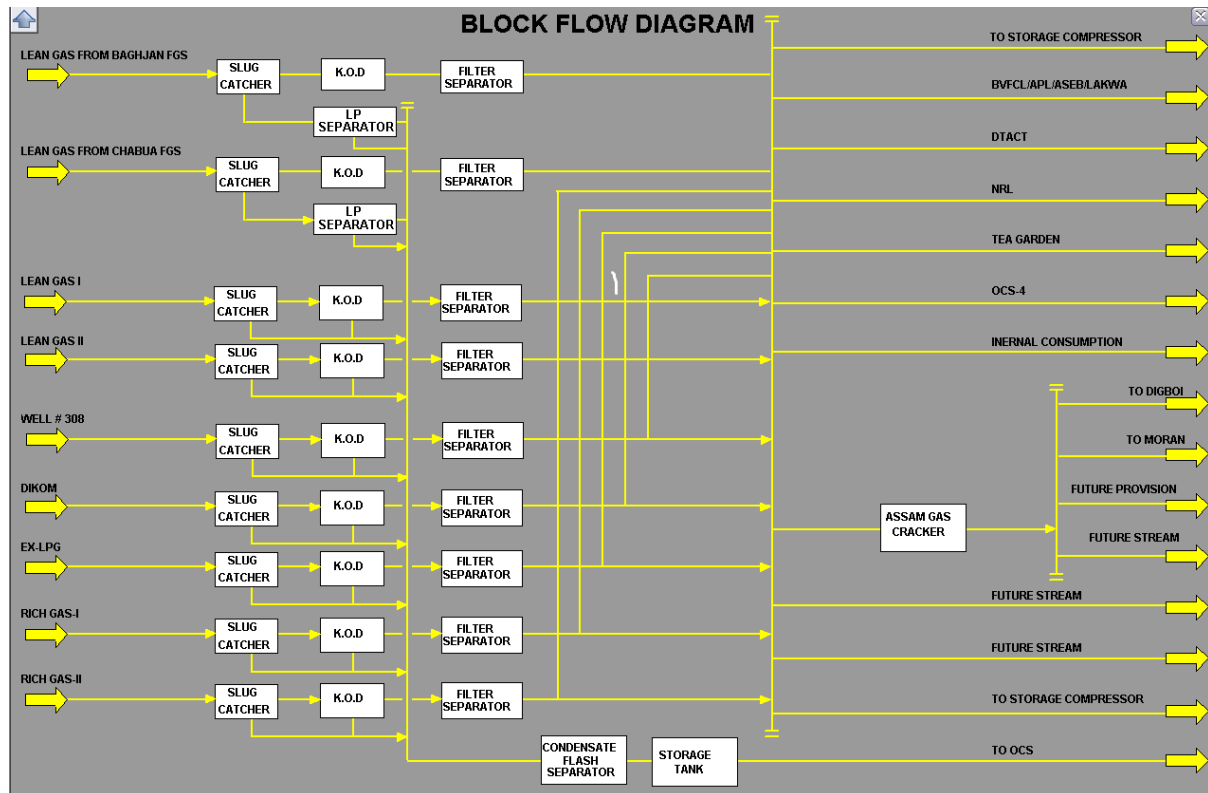 BLOCK FLOW DIAGRAM
LEAN GAS FROM BAGHJAN FGS
SLUG
CATCHER
K.O.D
FILTER
SEPARATOR
LP
SEPARATOR
LEAN GAS FROM CHABUA FGS
SLUG
CATCHER
K.O.D
FILTER
SEPARATOR
LP
SEPARATOR
LEAN GAS I
SLUG
CATCHER
K.O.D
FILTER
SEPARATOR
LEAN GAS II
SLUG
CATCHER
K.O.D
FILTER
SEPARATOR
WELL # 308
SLUG
CATCHER
K.O.D
FILTER
SEPARATOR
DIKOM
SLUG
CATCHER
K.O.D
FILTER
SEPARATOR
EX-LPG
SLUG
CATCHER
K.O.D
FILTER
SEPARATOR
RICH GAS-I
SLUG
CATCHER
K.O.D
FILTER
SEPARATOR
RICH GAS-II
SLUG
CATCHER
K.O.D
FILTER
SEPARATOR
CONDENSATE
FLASH
SEPARATOR
STORAGE
TANK
TO STORAGE COMPRESSOR
BVFCL/APL/ASEB/LAKWA
DTACT
NRL
TEA GARDEN
OCS-4
INERNAL CONSUMPTION
ASSAM GAS
CRACKER
TO DIGBOI
TO MORAN
FUTURE PROVISION
FUTURE STREAM
FUTURE STREAM
FUTURE STREAM
TO STORAGE COMPRESSOR
TO OCS